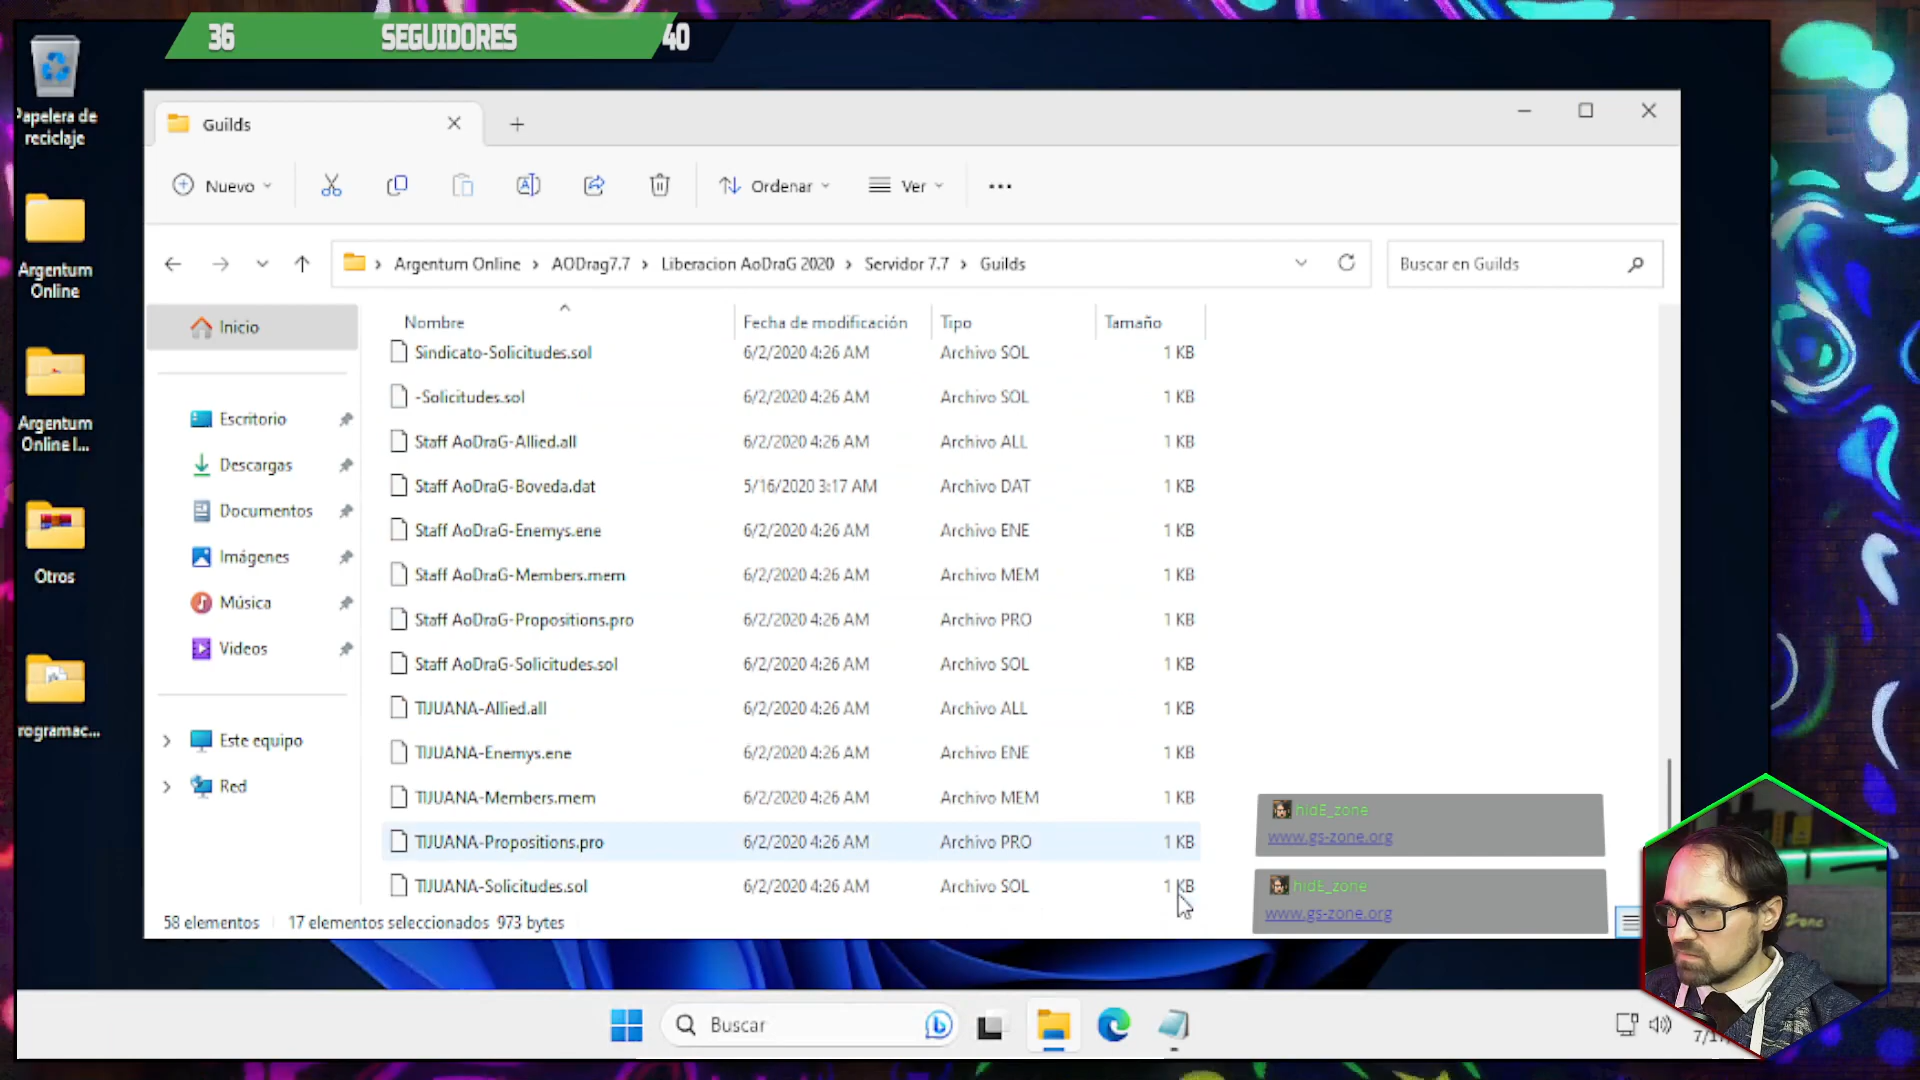 36 SEGUIDORES 40
Papelera de
reciclaje
Argentum
Online
Argentum
Online I...
Otros
rogramac...
Guilds
Nuevo
Ordenar
Ver
Argentum Online > AODrag7.7 > Liberacion AoDraG 2020 > Servidor 7.7 > Guilds
Buscar en Guilds
Inicio
Escritorio
Descargas
Documentos
Imágenes
Música
Videos
Este equipo
Red
Nombre Fecha de modificación Tipo Tamaño
Sindicato-Solicitudes.sol 6/2/2020 4:26 AM Archivo SOL 1 KB
-Solicitudes.sol 6/2/2020 4:26 AM Archivo SOL 1 KB
Staff AoDraG-Allied.all 6/2/2020 4:26 AM Archivo ALL 1 KB
Staff AoDraG-Boveda.dat 5/16/2020 3:17 AM Archivo DAT 1 KB
Staff AoDraG-Enemys.ene 6/2/2020 4:26 AM Archivo ENE 1 KB
Staff AoDraG-Members.mem 6/2/2020 4:26 AM Archivo MEM 1 KB
Staff AoDraG-Propositions.pro 6/2/2020 4:26 AM Archivo PRO 1 KB
Staff AoDraG-Solicitudes.sol 6/2/2020 4:26 AM Archivo SOL 1 KB
TIJUANA-Allied.all 6/2/2020 4:26 AM Archivo ALL 1 KB
TIJUANA-Enemys.ene 6/2/2020 4:26 AM Archivo ENE 1 KB
TIJUANA-Members.mem 6/2/2020 4:26 AM Archivo MEM 1 KB
TIJUANA-Propositions.pro 6/2/2020 4:26 AM Archivo PRO 1 KB
TIJUANA-Solicitudes.sol 6/2/2020 4:26 AM Archivo SOL 1 KB
58 elementos 17 elementos seleccionados 973 bytes
hidE_zone
www.gs-zone.org
hidE_zone
www.gs-zone.org
Buscar